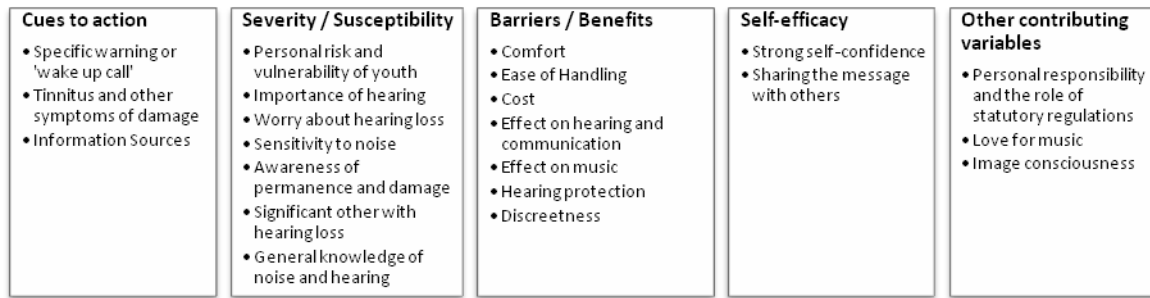 Cues to action
• Specific warning or
'wake up call'
• Tinnitus and other
symptoms of damage
• Information Sources
Severity / Susceptibility
• Personal risk and
vulnerability of youth
• Importance of hearing
• Worry about hearing loss
• Sensitivity to noise
• Awareness of
permanence and damage
• Significant other with
hearing loss
• General knowledge of
noise and hearing
Barriers / Benefits
• Comfort
• Ease of Handling
• Cost
• Effect on hearing and
communication
• Effect on music
• Hearing protection
• Discreetness
Self-efficacy
• Strong self-confidence
• Sharing the message
with others
Other contributing
variables
• Personal responsibility
and the role of
statutory regulations
• Love for music
• Image consciousness